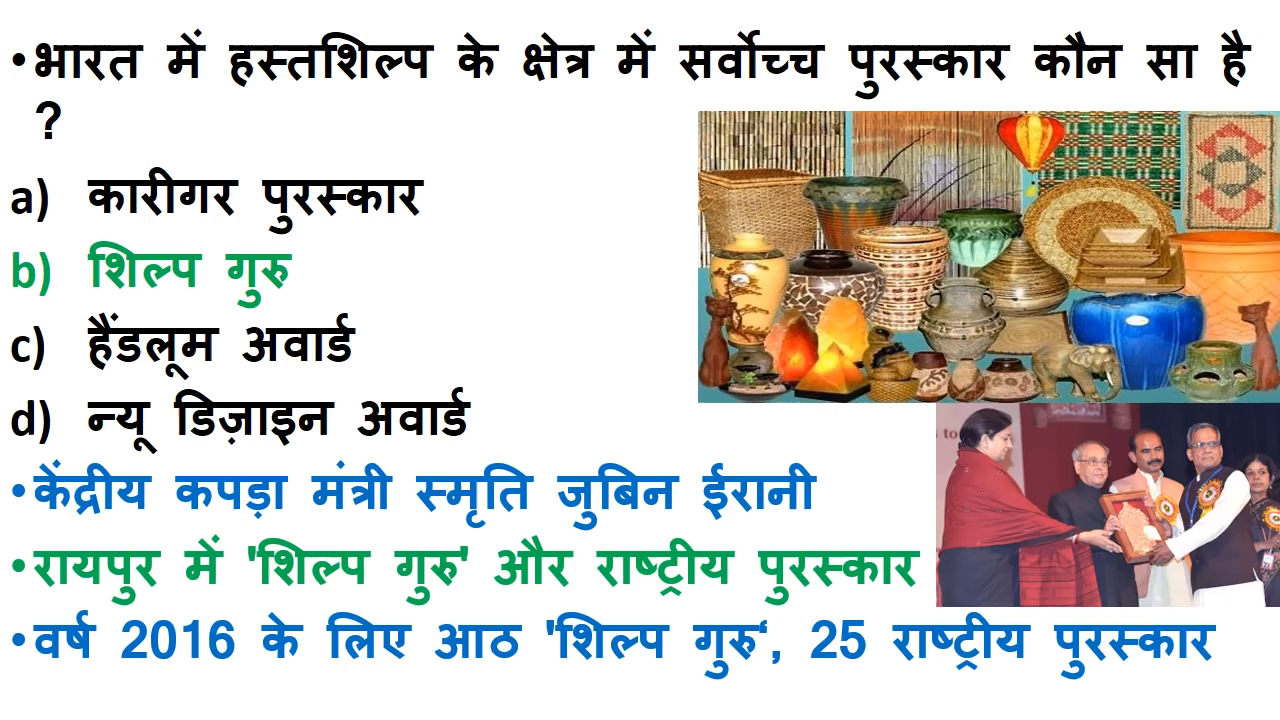 •भारत में हस्तशिल्प के क्षेत्र में सर्वोच्च पुरस्कार कौन सा है
?
a) कारीगर पुरस्कार
b) शिल्प गुरु
c) हैंडलूम अवार्ड
d) न्यू डिज़ाइन अवार्ड
•केंद्रीय कपड़ा मंत्री स्मृति जुबिन ईरानी
•रायपुर में 'शिल्प गुरु' और राष्ट्रीय पुरस्कार
•वर्ष 2016 के लिए आठ 'शिल्प गुरु‘, 25 राष्ट्रीय पुरस्कार